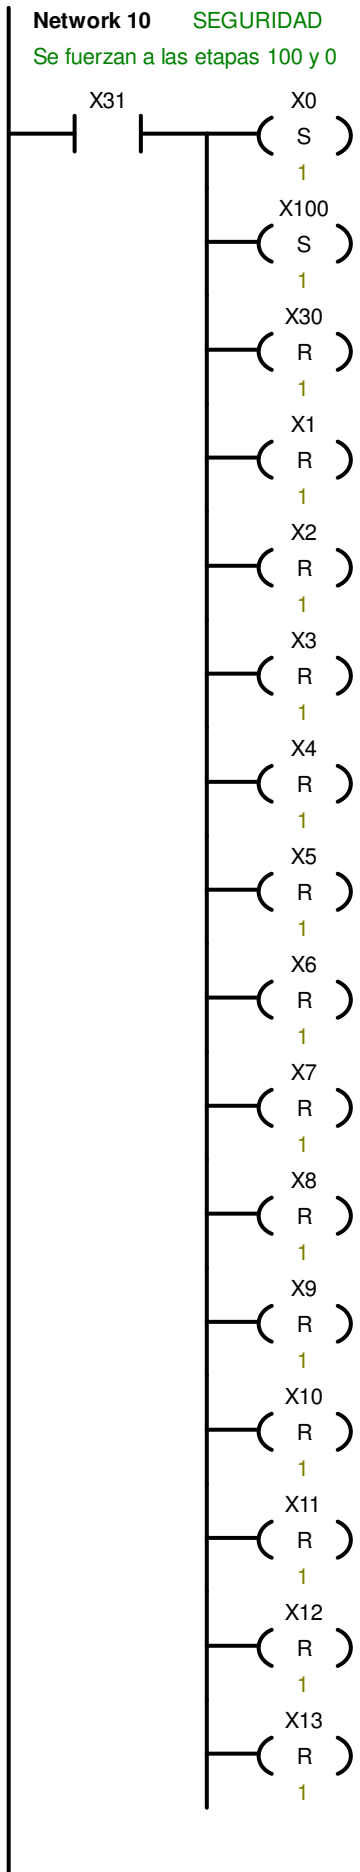 Network 10 SEGURIDAD
Se fuerzan a las etapas 100 y 0
X31 X0
S
1
X100
S
1
X30
R
1
X1
R
1
X2
R
1
X3
R
1
X4
R
1
X5
R
1
X6
R
1
X7
R
1
X8
R
1
X9
R
1
X10
R
1
X11
R
1
X12
R
1
X13
R
1